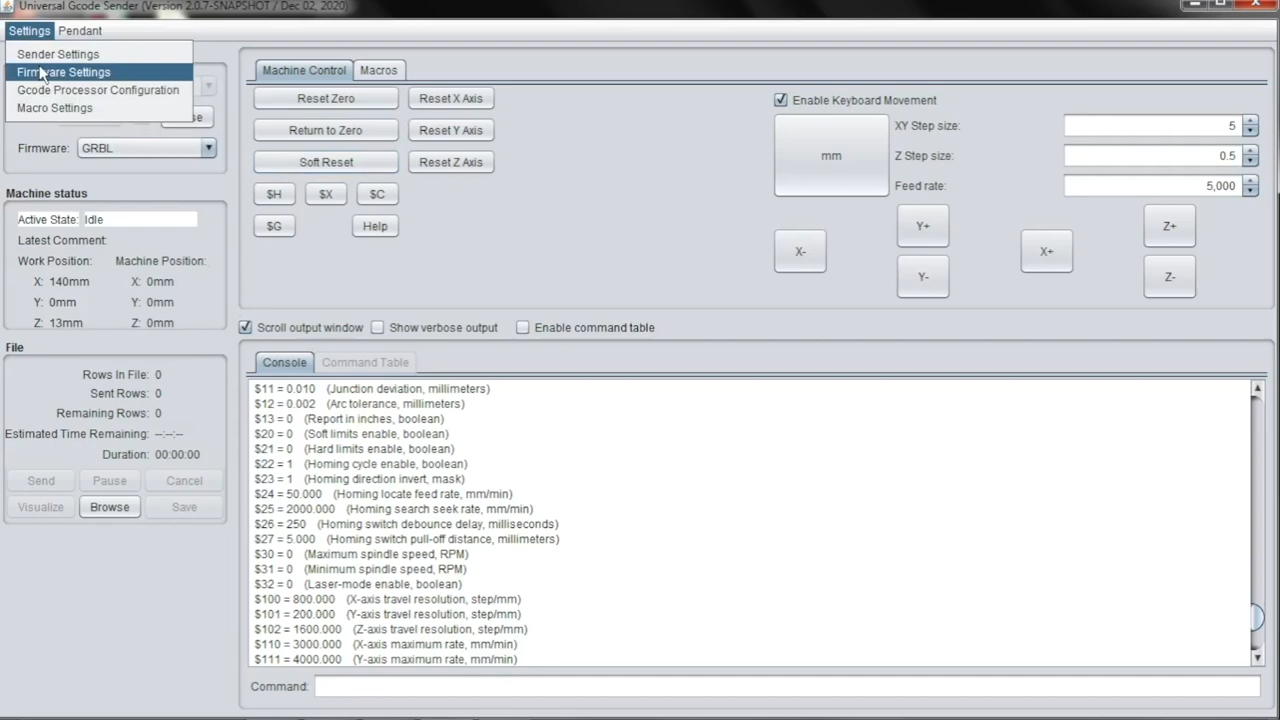 Universal Gcode Sender (Version 2.0.7-SNAPSHOT / Dec 02, 2020)
Settings Pendant
Sender Settings
Firmware Settings
Gcode Processor Configuration
Macro Settings
Firmware: GRBL
Machine status
Active State: Idle
Latest Comment:
Work Position: Machine Position:
X: 140mm X: 0mm
Y: 0mm Y: 0mm
Z: 13mm Z: 0mm
File
Rows In File: 0
Sent Rows: 0
Remaining Rows: 0
Estimated Time Remaining: --:--:--
Duration: 00:00:00
Send Pause Cancel
Visualize Browse Save
Machine Control Macros
Reset Zero Reset X Axis
Return to Zero Reset Y Axis
Soft Reset Reset Z Axis
$H $X $C
$G Help
Enable Keyboard Movement
mm
XY Step size: 5
Z Step size: 0.5
Feed rate: 5,000
X- Y+ Y- X+ Z+ Z-
Scroll output window Show verbose output Enable command table
Console Command Table
$11 = 0.010 (Junction deviation, millimeters)
$12 = 0.002 (Arc tolerance, millimeters)
$13 = 0 (Report in inches, boolean)
$20 = 0 (Soft limits enable, boolean)
$21 = 0 (Hard limits enable, boolean)
$22 = 1 (Homing cycle enable, boolean)
$23 = 1 (Homing direction invert, mask)
$24 = 50.000 (Homing locate feed rate, mm/min)
$25 = 2000.000 (Homing search seek rate, mm/min)
$26 = 250 (Homing switch debounce delay, milliseconds)
$27 = 5.000 (Homing switch pull-off distance, millimeters)
$30 = 0 (Maximum spindle speed, RPM)
$31 = 0 (Minimum spindle speed, RPM)
$32 = 0 (Laser-mode enable, boolean)
$100 = 800.000 (X-axis travel resolution, step/mm)
$101 = 200.000 (Y-axis travel resolution, step/mm)
$102 = 1600.000 (Z-axis travel resolution, step/mm)
$110 = 3000.000 (X-axis maximum rate, mm/min)
$111 = 4000.000 (Y-axis maximum rate, mm/min)
Command: